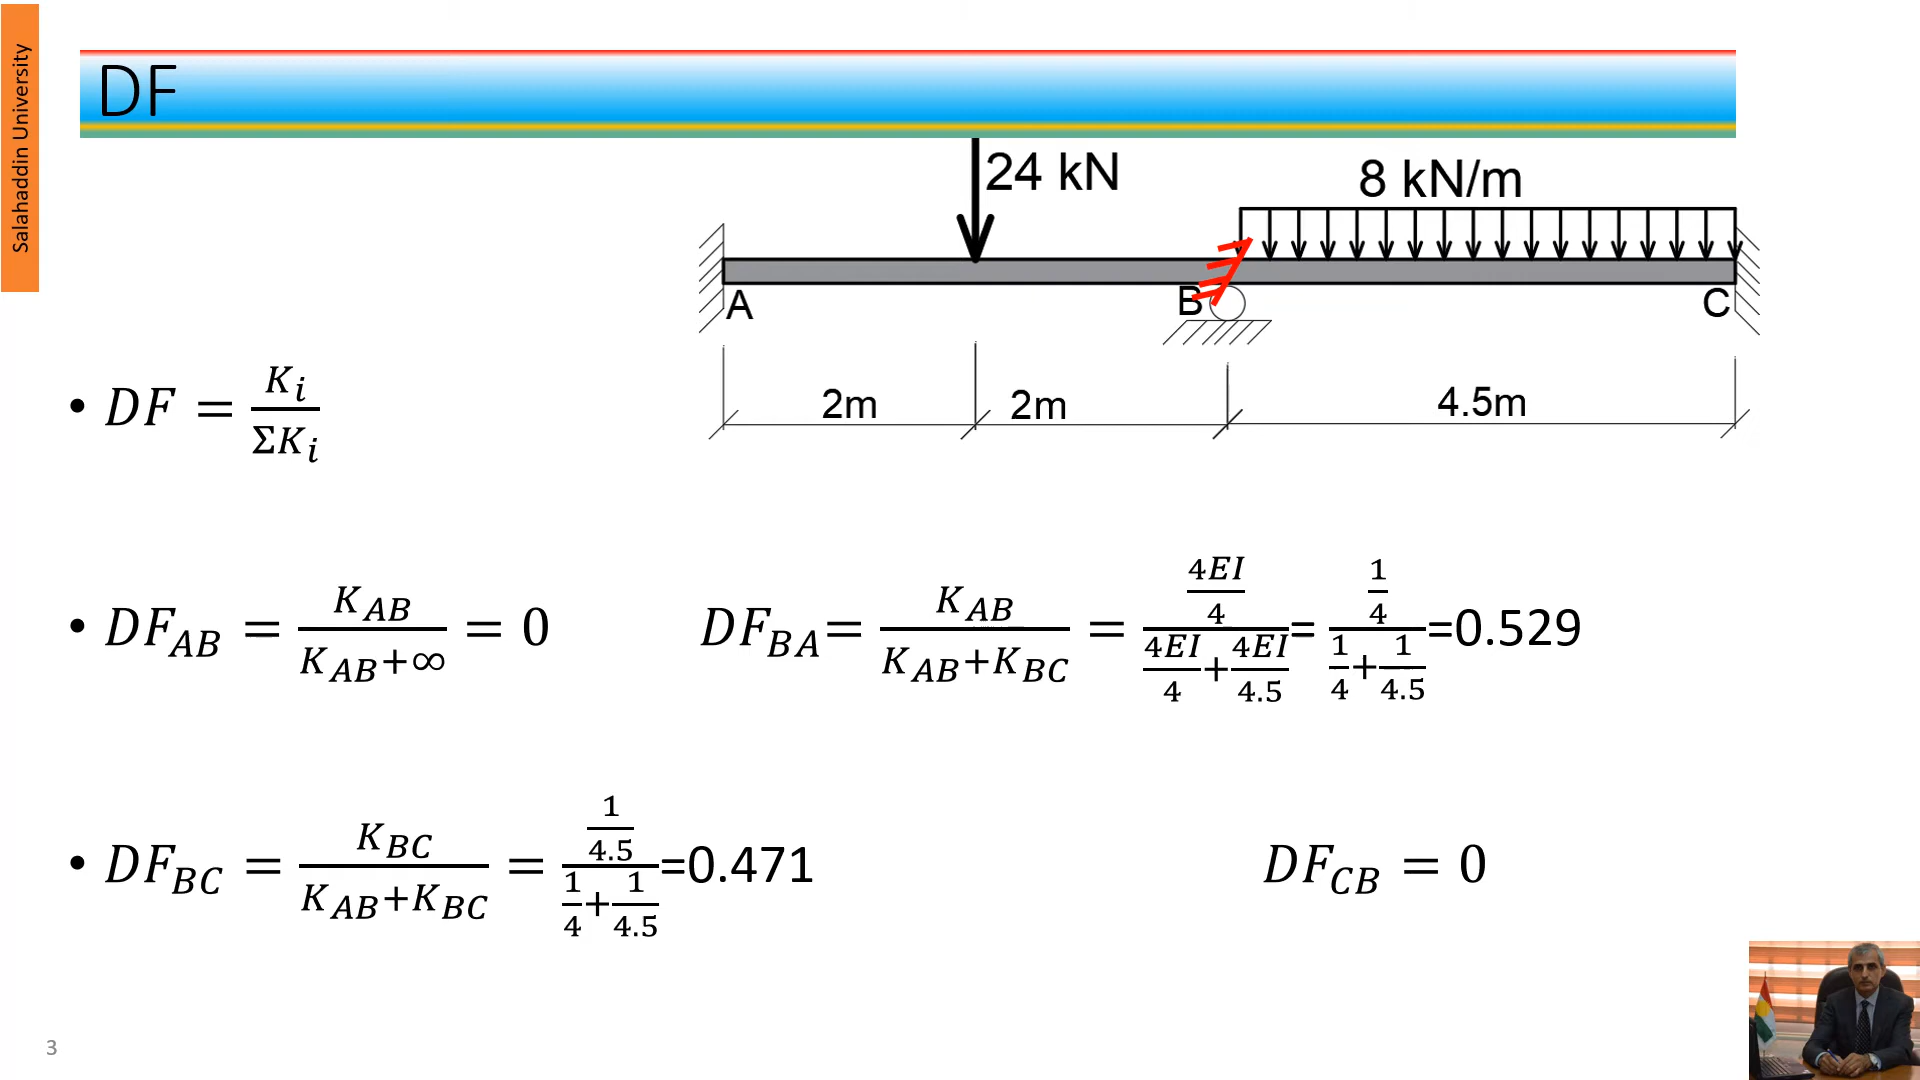 Salahaddin University
DF
24 kN
8 kN/m
A
B
C
2m
2m
4.5m
• DF = K_i / ΣK_i
• DF_AB = K_AB / (K_AB+∞) = 0
DF_BA= K_AB / (K_AB+K_BC) = (4EI/4) / (4EI/4+4EI/4.5)= (1/4) / (1/4+1/4.5)=0.529
• DF_BC = K_BC / (K_AB+K_BC) = (1/4.5) / (1/4+1/4.5)=0.471
DF_CB = 0
3